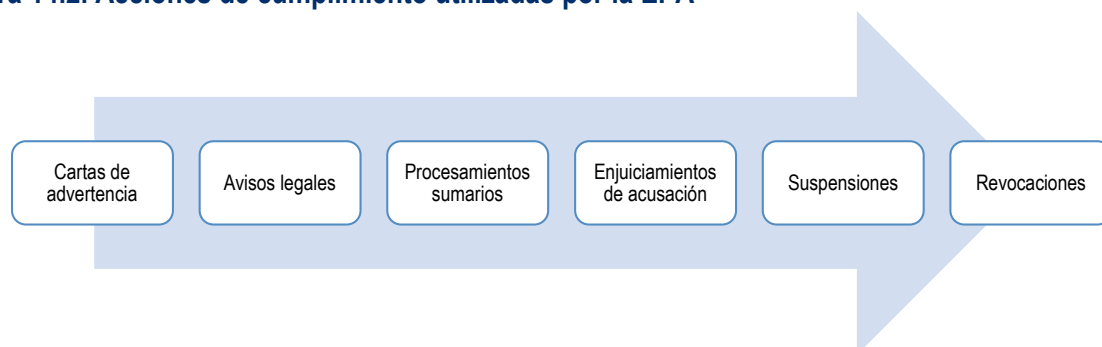 Acciones de cumplimiento utilizadas por la EPA
Cartas de
advertencia
Avisos legales
Procesamientos
sumarios
Enjuiciamientos
de acusación
Suspensiones
Revocaciones